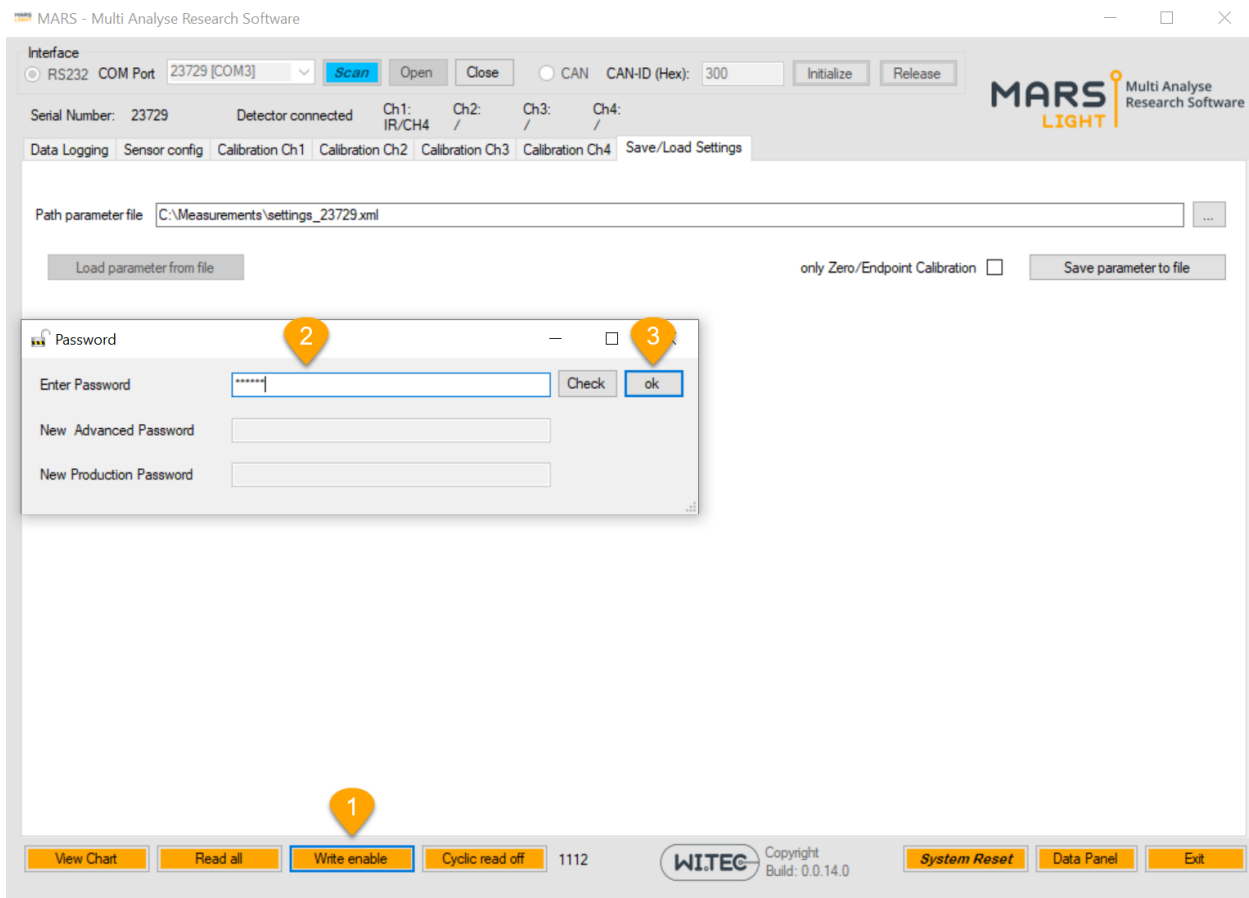 MARS - Multi Analyse Research Software
Interface
RS232 COM Port 23729 [COM3] Scan Open Close CAN CAN-ID (Hex): 300 Initialize Release
MARS LIGHT Multi Analyse
Research Software
Serial Number: 23729 Detector connected Ch1: Ch2: Ch3: Ch4:
IR/CH4 / / /
Data Logging Sensor config Calibration Ch1 Calibration Ch2 Calibration Ch3 Calibration Ch4 Save/Load Settings
Path parameter file C:\Measurements\settings_23729.xml ...
Load parameter from file only Zero/Endpoint Calibration Save parameter to file
Password 2 3
Enter Password ****** Check ok
New Advanced Password
New Production Password
1
View Chart Read all Write enable Cyclic read off 1112 WI.TEC Copyright System Reset Data Panel Exit
Build: 0.0.14.0